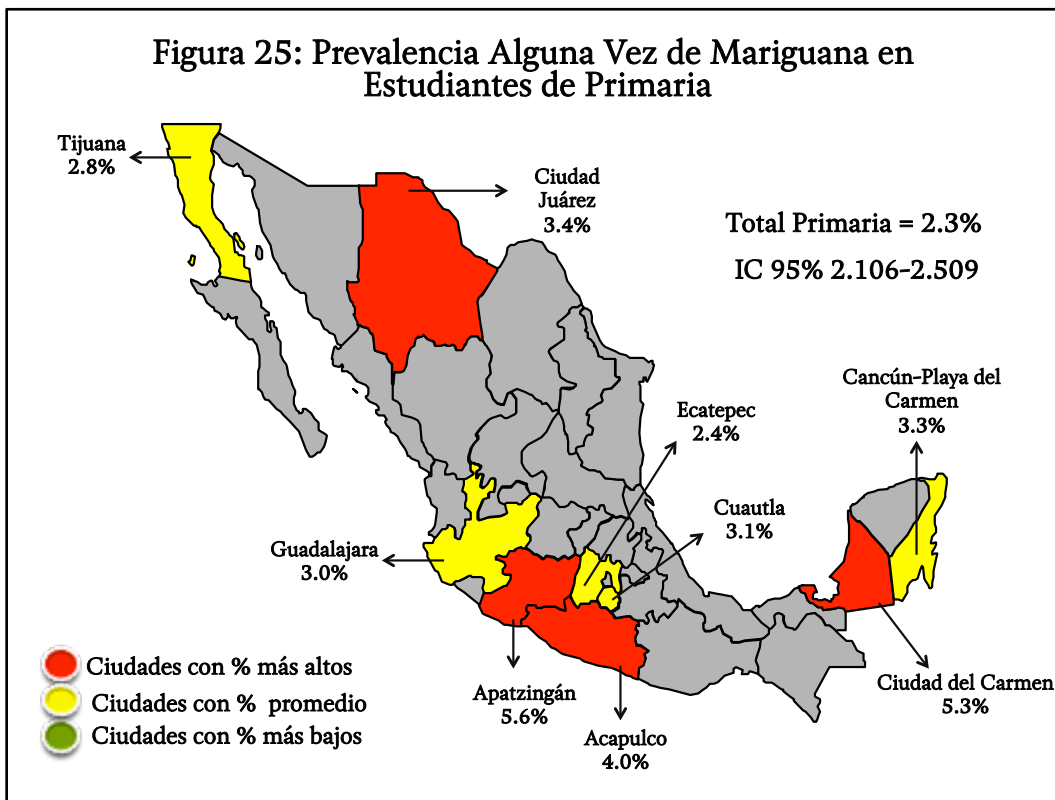 Figura 25: Prevalencia Alguna Vez de Mariguana en
Estudiantes de Primaria
Tijuana
2.8%
Ciudad
Juárez
3.4%
Total Primaria = 2.3%
IC 95% 2.106-2.509
Cancún-Playa del
Carmen
3.3%
Ecatepec
2.4%
Cuautla
3.1%
Guadalajara
3.0%
Ciudades con % más altos
Ciudades con % promedio
Ciudades con % más bajos
Apatzingán
5.6%
Acapulco
4.0%
Ciudad del Carmen
5.3%